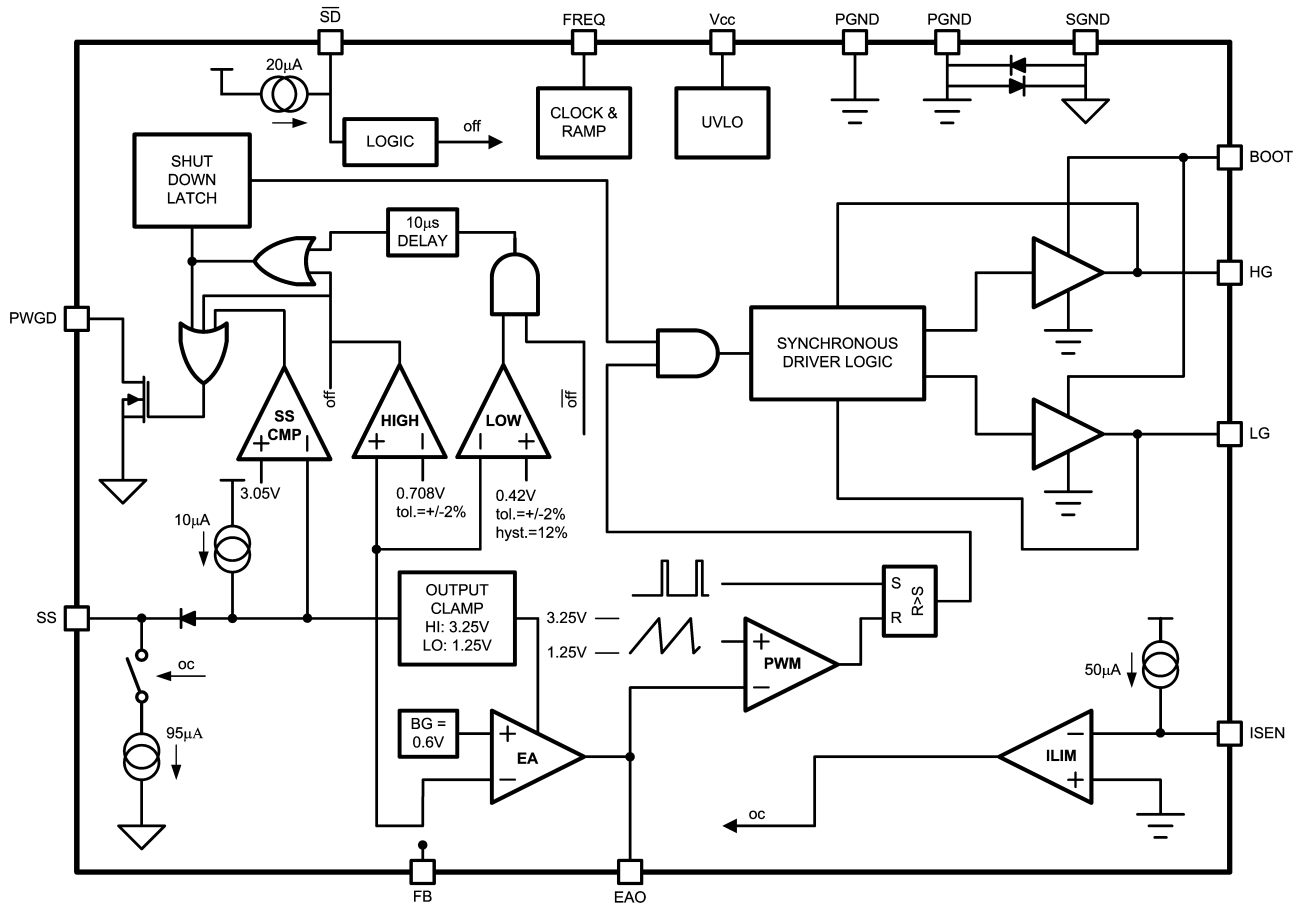 SD
FREQ
Vcc
PGND
PGND
SGND
20µA
CLOCK &
RAMP
UVLO
LOGIC
off
SHUT
DOWN
LATCH
BOOT
10µs
DELAY
HG
PWGD
SYNCHRONOUS
DRIVER LOGIC
off
off
SS
CMP
+
–
HIGH
+
–
LOW
–
+
LG
3.05V
0.708V
tol.=+/-2%
0.42V
tol.=+/-2%
hyst.=12%
10µA
SS
OUTPUT
CLAMP
HI: 3.25V
LO: 1.25V
3.25V
1.25V
S
R
R>S
+
–
PWM
oc
50µA
95µA
BG =
0.6V
+
–
EA
ISEN
–
+
ILIM
oc
FB
EAO